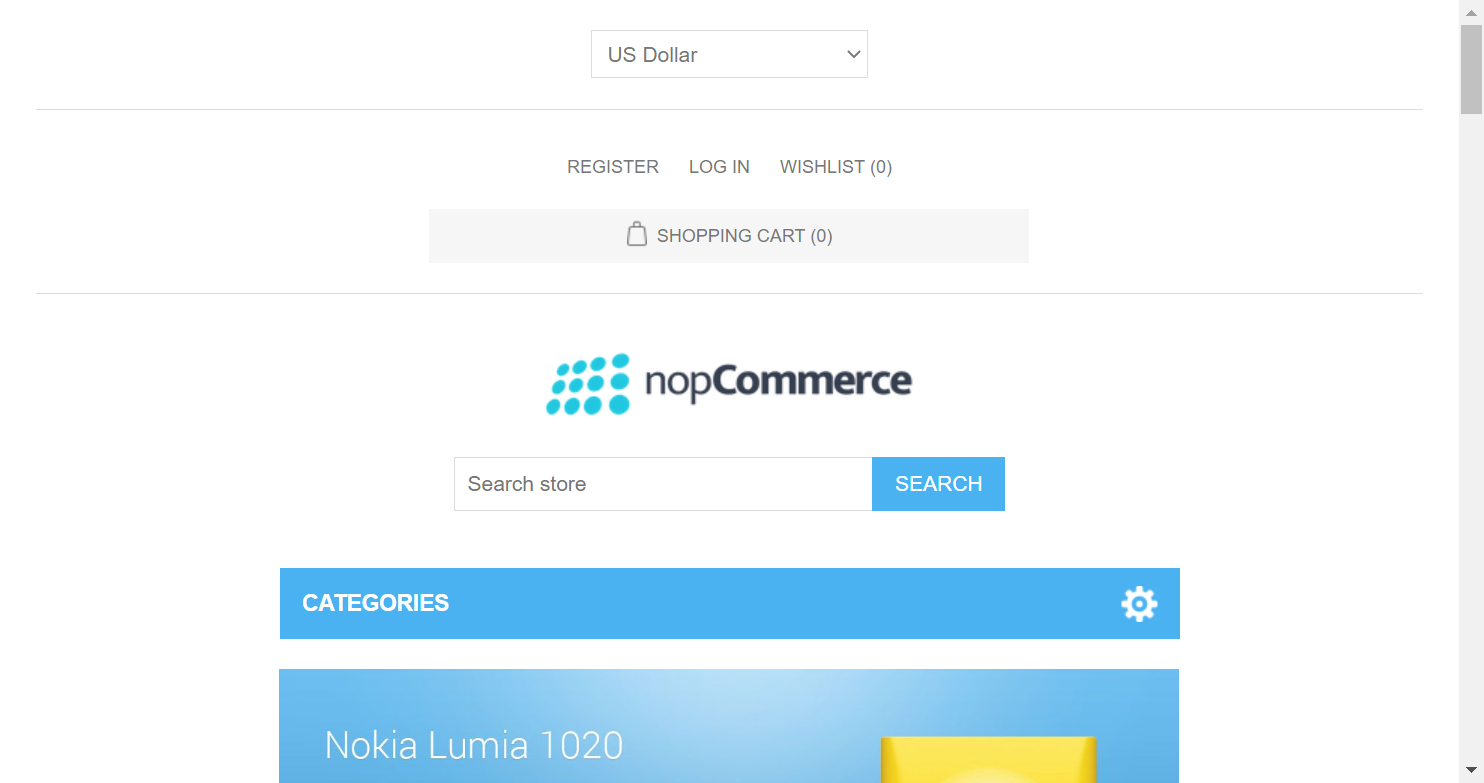 US Dollar
REGISTER LOG IN WISHLIST (0)
SHOPPING CART (0)
nopCommerce
Search store SEARCH
CATEGORIES
Nokia Lumia 1020